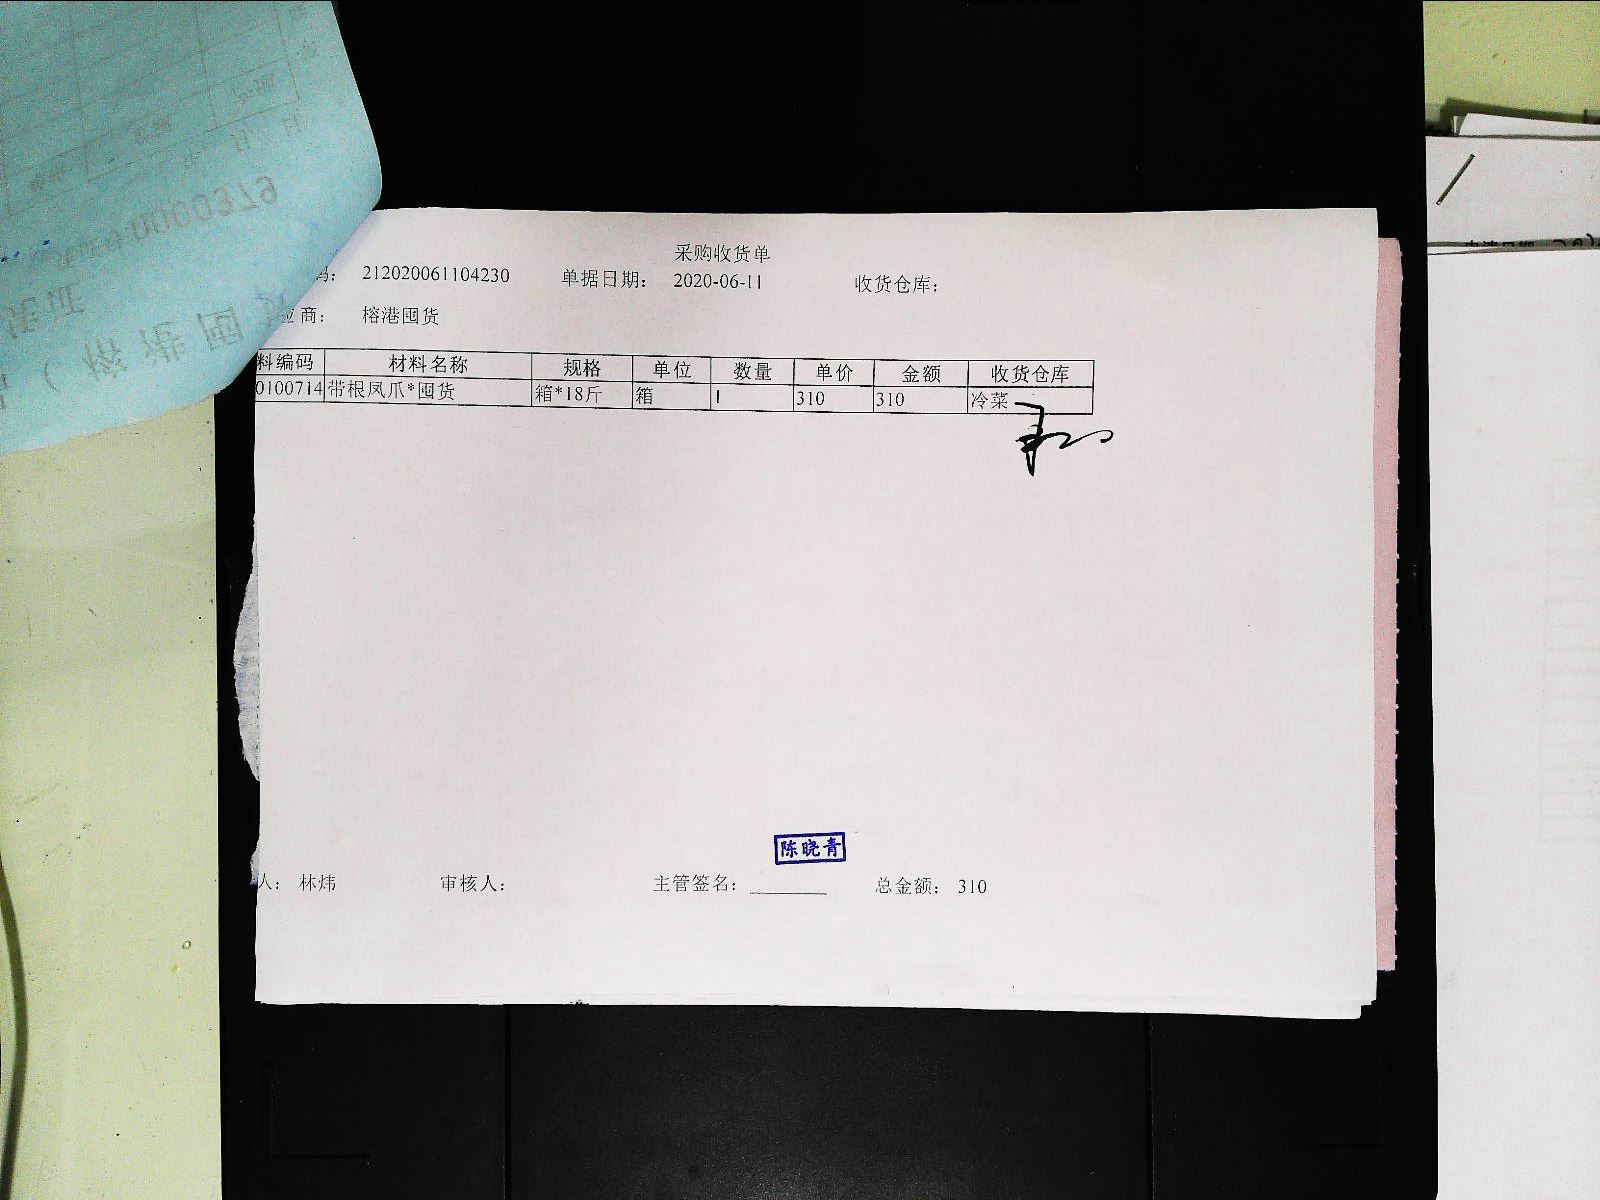 采购收货单
码： 212020061104230 单据日期： 2020-06-11 收货仓库：
应商： 榕港囤货
料编码 材料名称 规格 单位 数量 单价 金额 收货仓库
0100714 带根凤爪*囤货 箱*18斤 箱 1 310 310 冷菜
陈晓青
人： 林炜 审核人： 主管签名： 总金额： 310
0000379